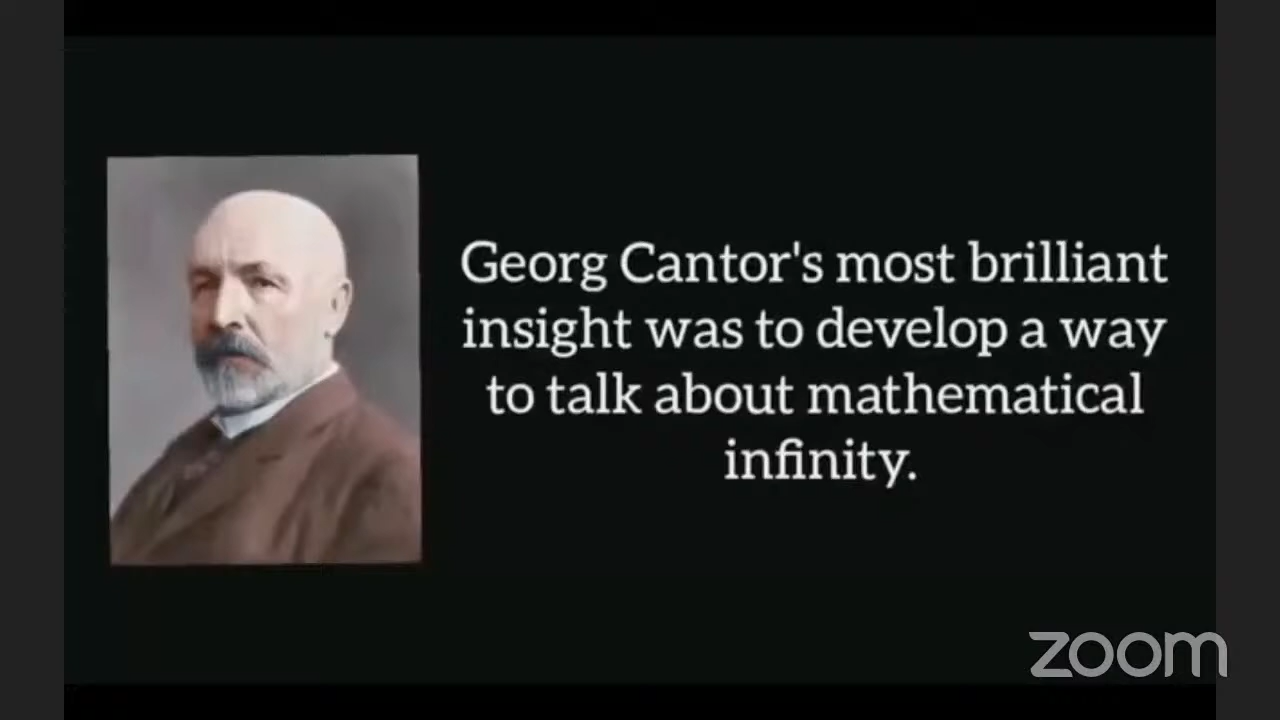 Georg Cantor's most brilliant
insight was to develop a way
to talk about mathematical
infinity.
zoom